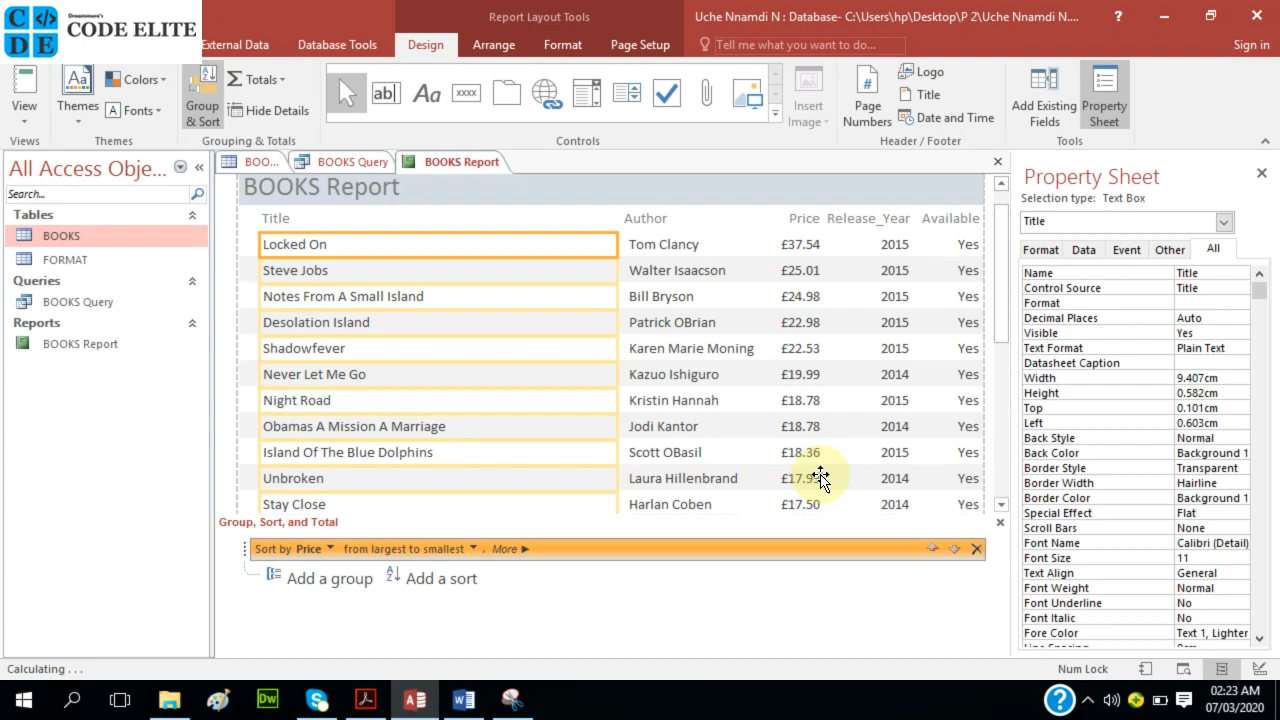 Dreammore's
CODE ELITE
C </> D E
Report Layout Tools
Uche Nnamdi N : Database- C:\Users\hp\Desktop\P 2\Uche Nnamdi N....
?
External Data
Database Tools
Design
Arrange
Format
Page Setup
Tell me what you want to do...
Sign in
View
Themes
Aa
Colors
Fonts
Group & Sort
Totals
Hide Details
ab
Aa
xxxx
Insert Image
Page Numbers
Logo
Title
Date and Time
Add Existing Fields
Property Sheet
Views
Themes
Grouping & Totals
Controls
Header / Footer
Tools
All Access Obje...
Search...
Tables
BOOKS
FORMAT
Queries
BOOKS Query
Reports
BOOKS Report
BOO...
BOOKS Query
BOOKS Report
BOOKS Report
Title Author Price Release_Year Available
Locked On Tom Clancy £37.54 2015 Yes
Steve Jobs Walter Isaacson £25.01 2015 Yes
Notes From A Small Island Bill Bryson £24.98 2015 Yes
Desolation Island Patrick OBrian £22.98 2015 Yes
Shadowfever Karen Marie Moning £22.53 2015 Yes
Never Let Me Go Kazuo Ishiguro £19.99 2014 Yes
Night Road Kristin Hannah £18.78 2015 Yes
Obamas A Mission A Marriage Jodi Kantor £18.78 2014 Yes
Island Of The Blue Dolphins Scott OBasil £18.36 2015 Yes
Unbroken Laura Hillenbrand 2014 Yes
Stay Close Harlan Coben £17.50 2014 Yes
Group, Sort, and Total
Sort by Price from largest to smallest , More
Add a group
Add a sort
Property Sheet
Selection type: Text Box
Title
Format Data Event Other All
Name Title
Control Source Title
Format
Decimal Places Auto
Visible Yes
Text Format Plain Text
Datasheet Caption
Width 9.407cm
Height 0.582cm
Top 0.101cm
Left 0.603cm
Back Style Normal
Back Color Background 1
Border Style Transparent
Border Width Hairline
Border Color Background 1
Special Effect Flat
Scroll Bars None
Font Name Calibri (Detail)
Font Size 11
Text Align General
Font Weight Normal
Font Underline No
Font Italic No
Fore Color Text 1, Lighter
Calculating . . .
Num Lock
Dw
02:23 AM
07/03/2020